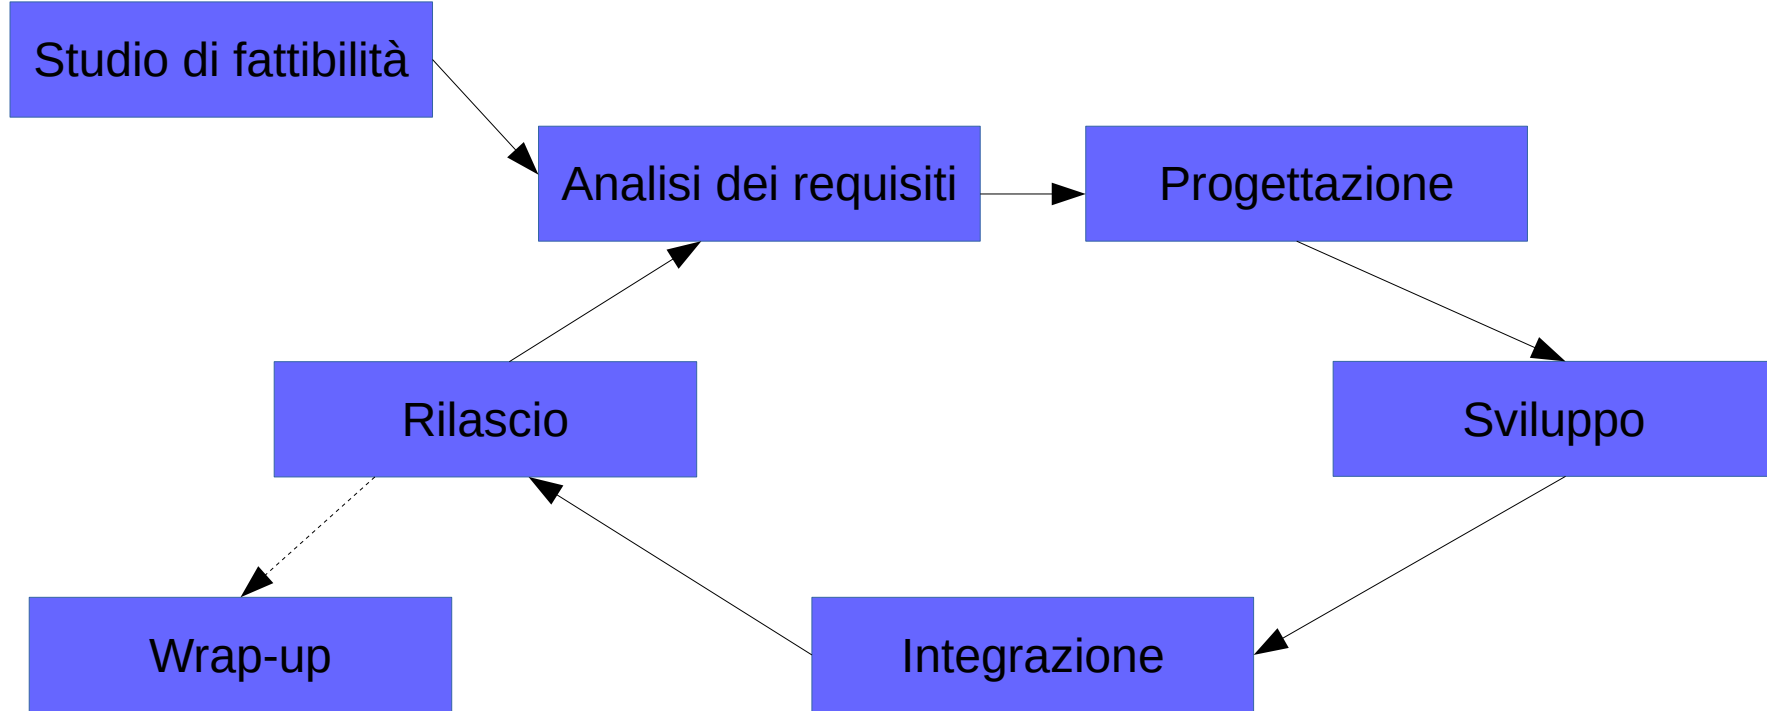 Studio di fattibilità
Analisi dei requisiti
Progettazione
Rilascio
Sviluppo
Wrap-up
Integrazione